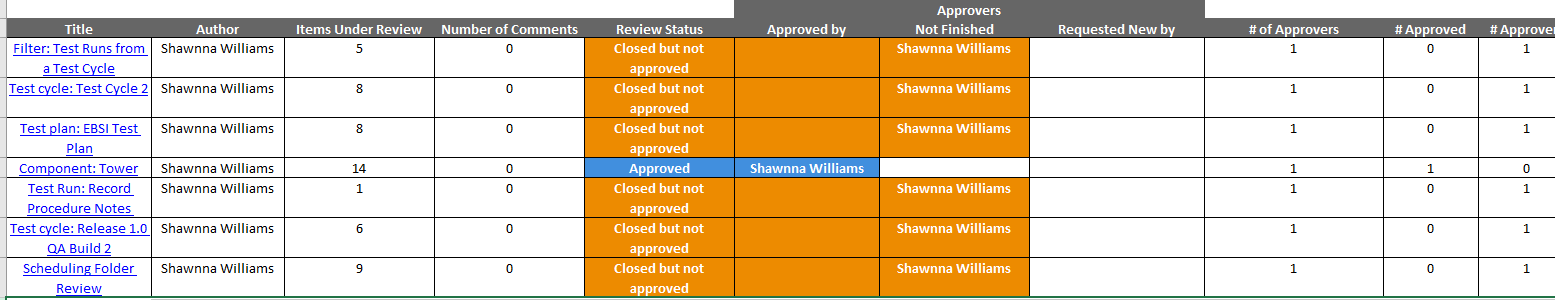 Approvers
Title Author Items Under Review Number of Comments Review Status Approved by Not Finished Requested New by # of Approvers # Approved # Approver
Filter: Test Runs from Shawnna Williams 5 0 Closed but not Shawnna Williams 1 0 1
a Test Cycle approved
Test cycle: Test Cycle 2 Shawnna Williams 8 0 Closed but not Shawnna Williams 1 0 1
approved
Test plan: EBSI Test Shawnna Williams 8 0 Closed but not Shawnna Williams 1 0 1
Plan approved
Component: Tower Shawnna Williams 14 0 Approved Shawnna Williams 1 1 0
Test Run: Record Shawnna Williams 1 0 Closed but not Shawnna Williams 1 0 1
Procedure Notes approved
Test cycle: Release 1.0 Shawnna Williams 6 0 Closed but not Shawnna Williams 1 0 1
QA Build 2 approved
Scheduling Folder Shawnna Williams 9 0 Closed but not Shawnna Williams 1 0 1
Review approved